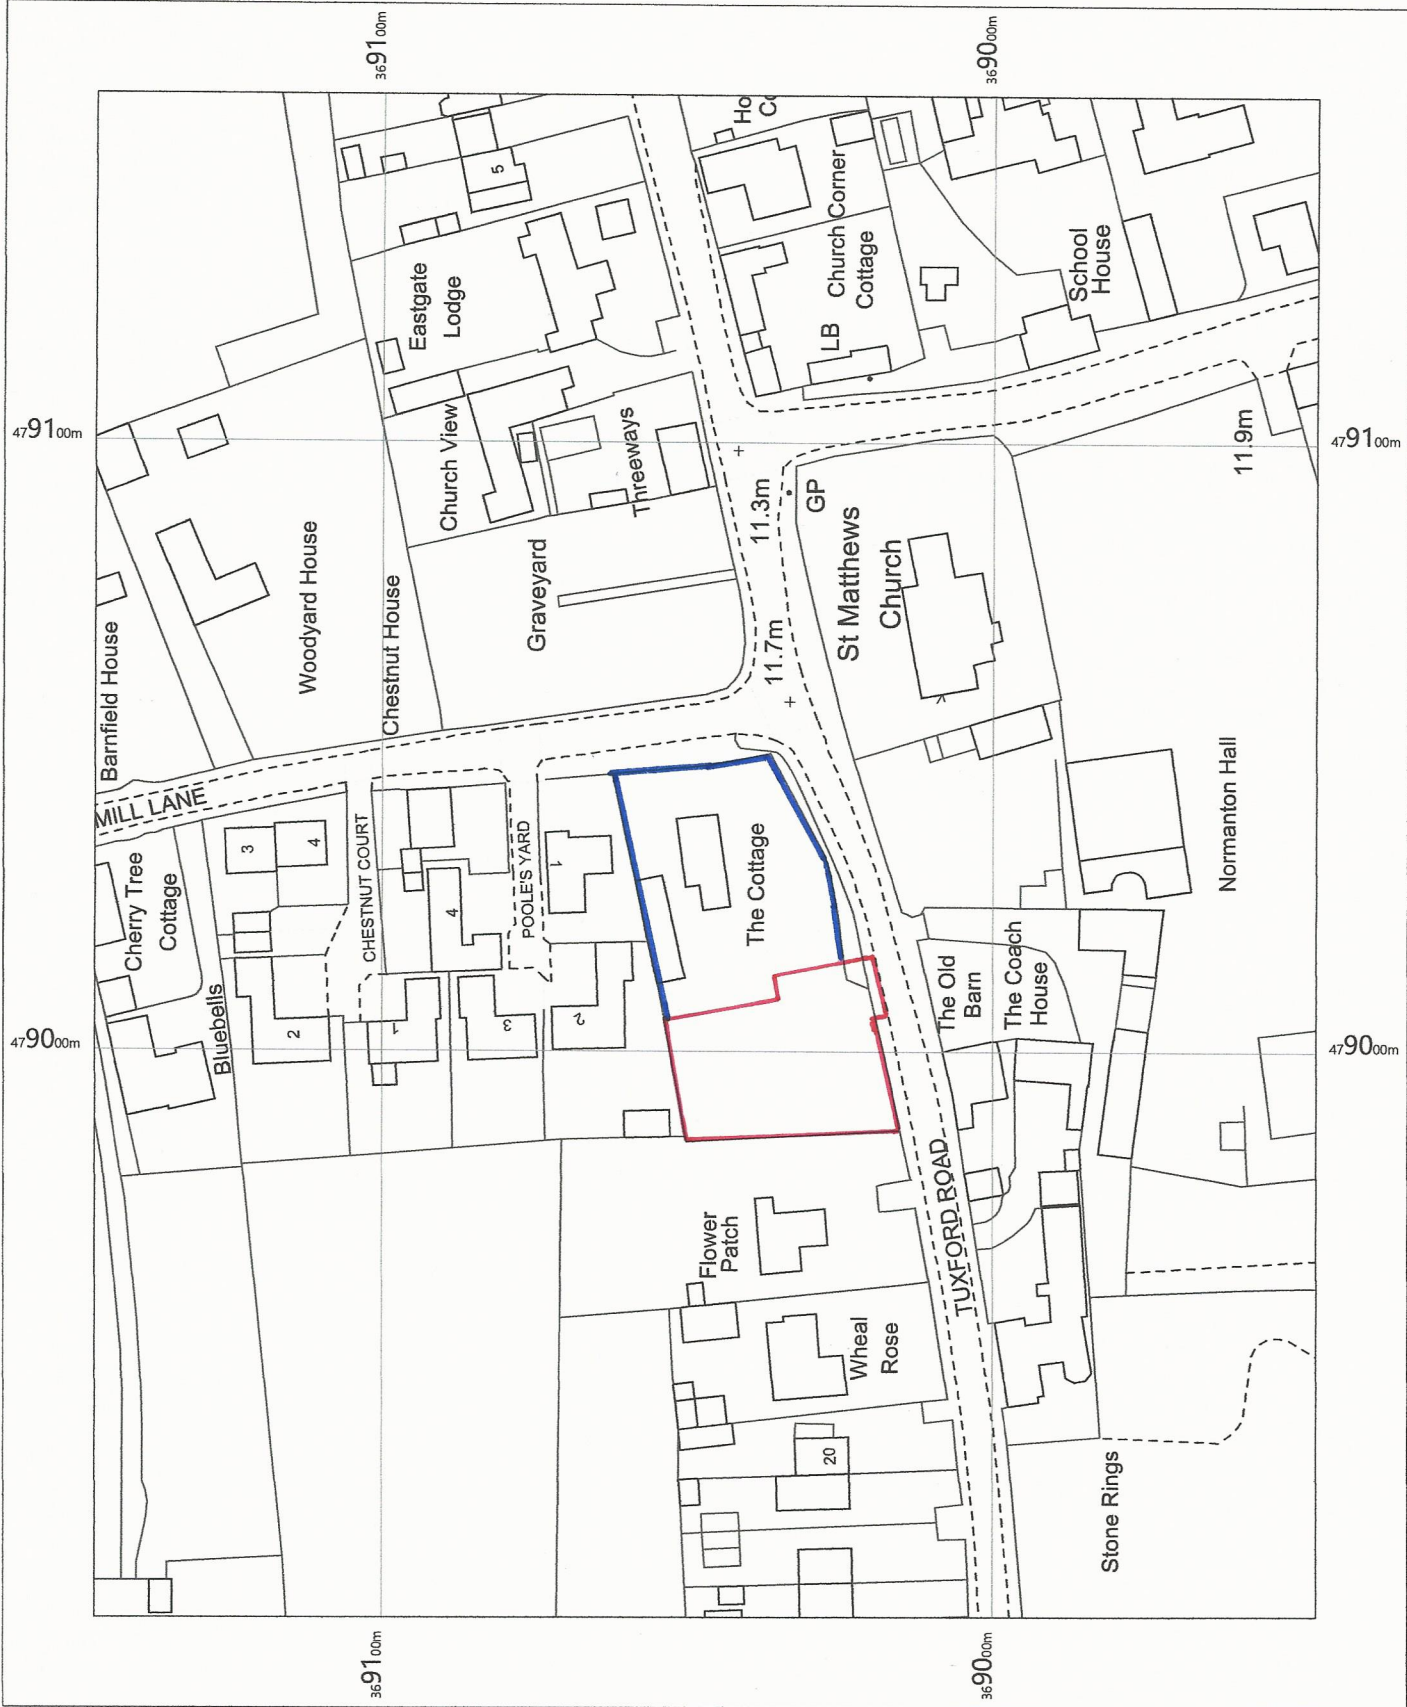 3691 00m
3690 00m
4791 00m
4791 00m
4790 00m
4790 00m
3691 00m
3690 00m
Barnfield House
Woodyard House
Chestnut House
MILL LANE
Cherry Tree
Cottage
Bluebells
3
4
2
CHESTNUT COURT
1
4
3
POOLE'S YARD
1
2
Eastgate
Lodge
5
Church View
Threeways
Graveyard
Ho
Co
Church Corner
Cottage
LB
School
House
11.3m
GP
11.7m
11.9m
St Matthews
Church
Normanton Hall
The Cottage
The Old
Barn
The Coach
House
TUXFORD ROAD
Flower
Patch
Wheal
Rose
20
Stone Rings